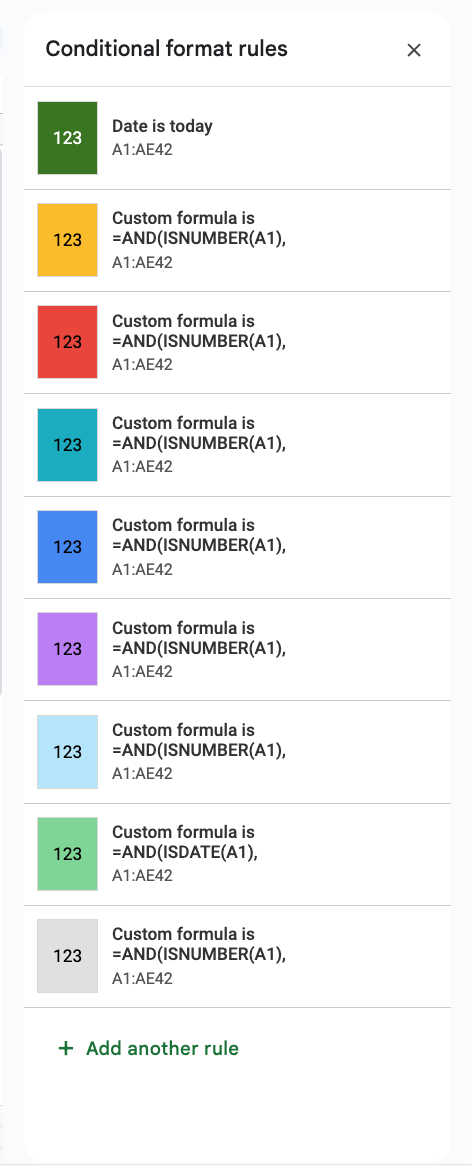 Conditional format rules
123
Date is today
A1:AE42
123
Custom formula is
=AND(ISNUMBER(A1),
A1:AE42
123
Custom formula is
=AND(ISNUMBER(A1),
A1:AE42
123
Custom formula is
=AND(ISNUMBER(A1),
A1:AE42
123
Custom formula is
=AND(ISNUMBER(A1),
A1:AE42
123
Custom formula is
=AND(ISNUMBER(A1),
A1:AE42
123
Custom formula is
=AND(ISNUMBER(A1),
A1:AE42
123
Custom formula is
=AND(ISDATE(A1),
A1:AE42
123
Custom formula is
=AND(ISNUMBER(A1),
A1:AE42
+ Add another rule